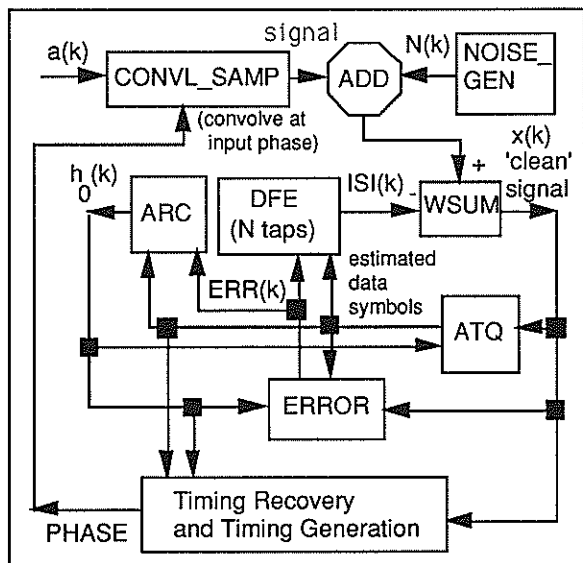 signal
a(k)
CONVL_SAMP
ADD
N(k)
NOISE_
GEN
(convolve at
input phase)
x(k)
'clean'
signal
+
h0(k)
ARC
DFE
(N taps)
ISI(k)
-
WSUM
ERR(k)
estimated
data
symbols
ATQ
ERROR
Timing Recovery
and Timing Generation
PHASE